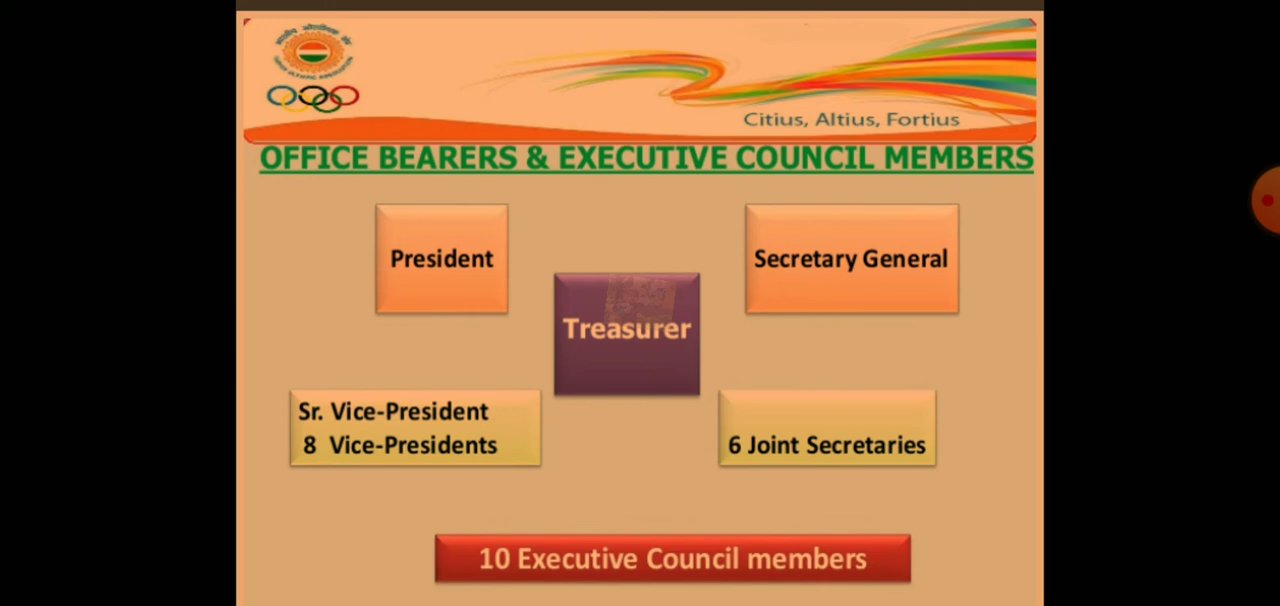 Citius, Altius, Fortius
OFFICE BEARERS & EXECUTIVE COUNCIL MEMBERS
President
Secretary General
Treasurer
Sr. Vice-President
8 Vice-Presidents
6 Joint Secretaries
10 Executive Council members